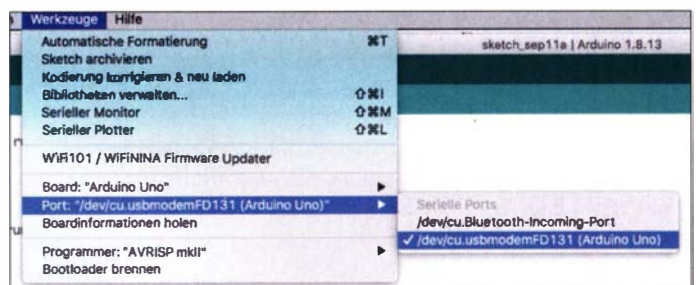 Werkzeuge Hilfe
Automatische Formatierung ⌘T
sketch_sep11a | Arduino 1.8.13
Sketch archivieren
Kodierung korrigieren & neu laden
Bibliotheken verwalten... ⇧⌘I
Serieller Monitor ⇧⌘M
Serieller Plotter ⇧⌘L
WiFi101 / WiFiNINA Firmware Updater
Board: "Arduino Uno"
Port: "/dev/cu.usbmodemFD131 (Arduino Uno)"
Serielle Ports
Boardinformationen holen
/dev/cu.Bluetooth-Incoming-Port
✓ /dev/cu.usbmodemFD131 (Arduino Uno)
Programmer: "AVRISP mkII"
Bootloader brennen